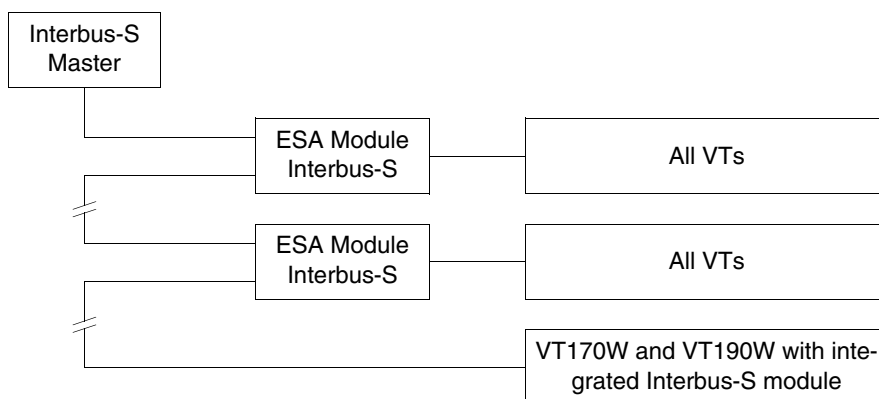 Interbus-S
Master
ESA Module
Interbus-S
All VTs
ESA Module
Interbus-S
All VTs
VT170W and VT190W with inte-
grated Interbus-S module